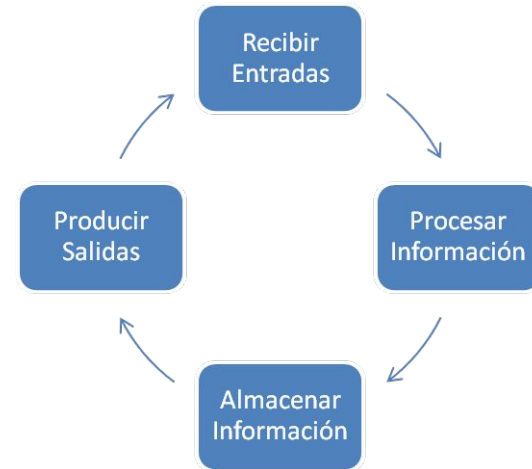 Recibir
Entradas
Procesar
Información
Almacenar
Información
Producir
Salidas